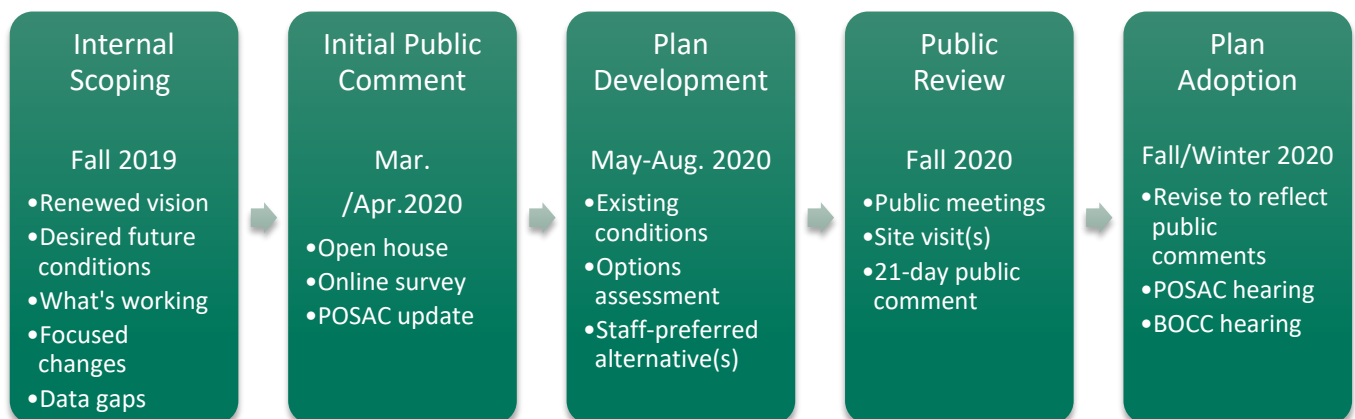 Internal
Scoping
Fall 2019
•Renewed vision
•Desired future
conditions
•What's working
•Focused
changes
•Data gaps
Initial Public
Comment
Mar.
/Apr.2020
•Open house
•Online survey
•POSAC update
Plan
Development
May-Aug. 2020
•Existing
conditions
•Options
assessment
•Staff-preferred
alternative(s)
Public
Review
Fall 2020
•Public meetings
•Site visit(s)
•21-day public
comment
Plan
Adoption
Fall/Winter 2020
•Revise to reflect
public
comments
•POSAC hearing
•BOCC hearing